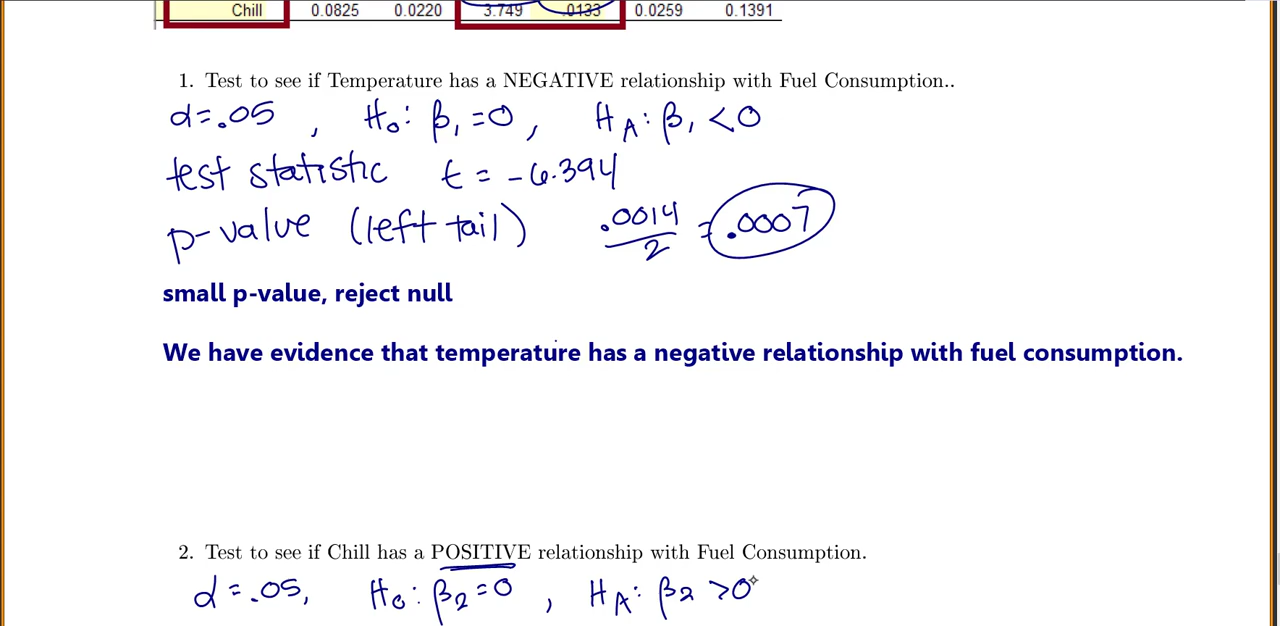 Chill 0.0825 0.0220 3.749 .0133 0.0259 0.1391
1. Test to see if Temperature has a NEGATIVE relationship with Fuel Consumption..
α=.05 , H₀: β₁=0, H_A: β₁<0
test statistic t = -6.394
p-value (left tail) .0014/2 = .0007
small p-value, reject null
We have evidence that temperature has a negative relationship with fuel consumption.
2. Test to see if Chill has a POSITIVE relationship with Fuel Consumption.
α=.05, H₀: β₂=0 , H_A: β₂>0